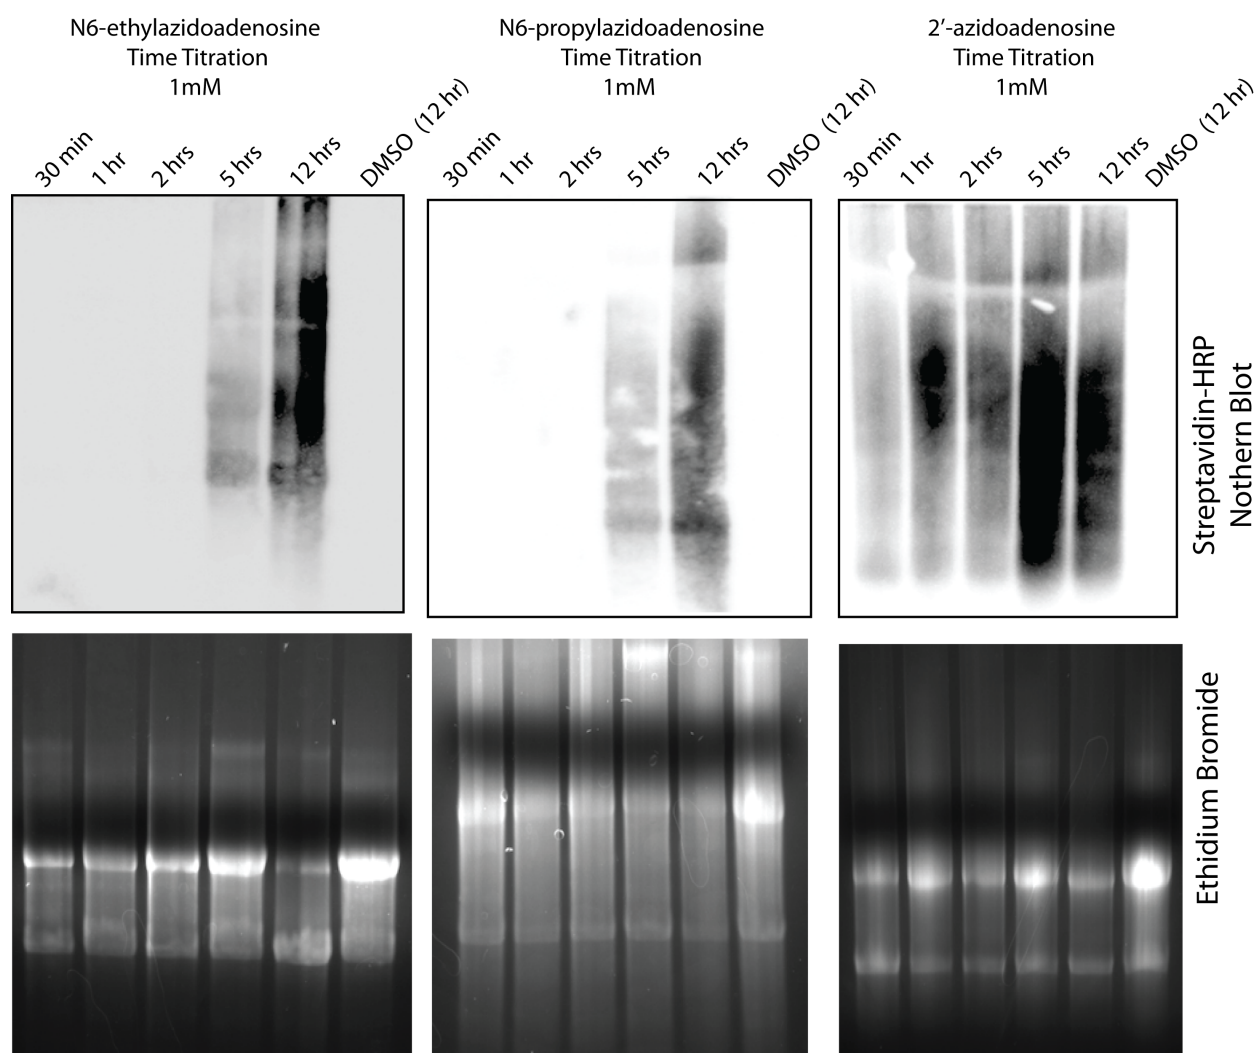 N6-ethylazidoadenosine
Time Titration
1mM
N6-propylazidoadenosine
Time Titration
1mM
2’-azidoadenosine
Time Titration
1mM
30 min
1 hr
2 hrs
5 hrs
12 hrs
DMSO (12 hr)
30 min
1 hr
2 hrs
5 hrs
12 hrs
DMSO (12 hr)
30 min
1 hr
2 hrs
5 hrs
12 hrs
DMSO (12 hr)
Streptavidin-HRP
Nothern Blot
Ethidium Bromide